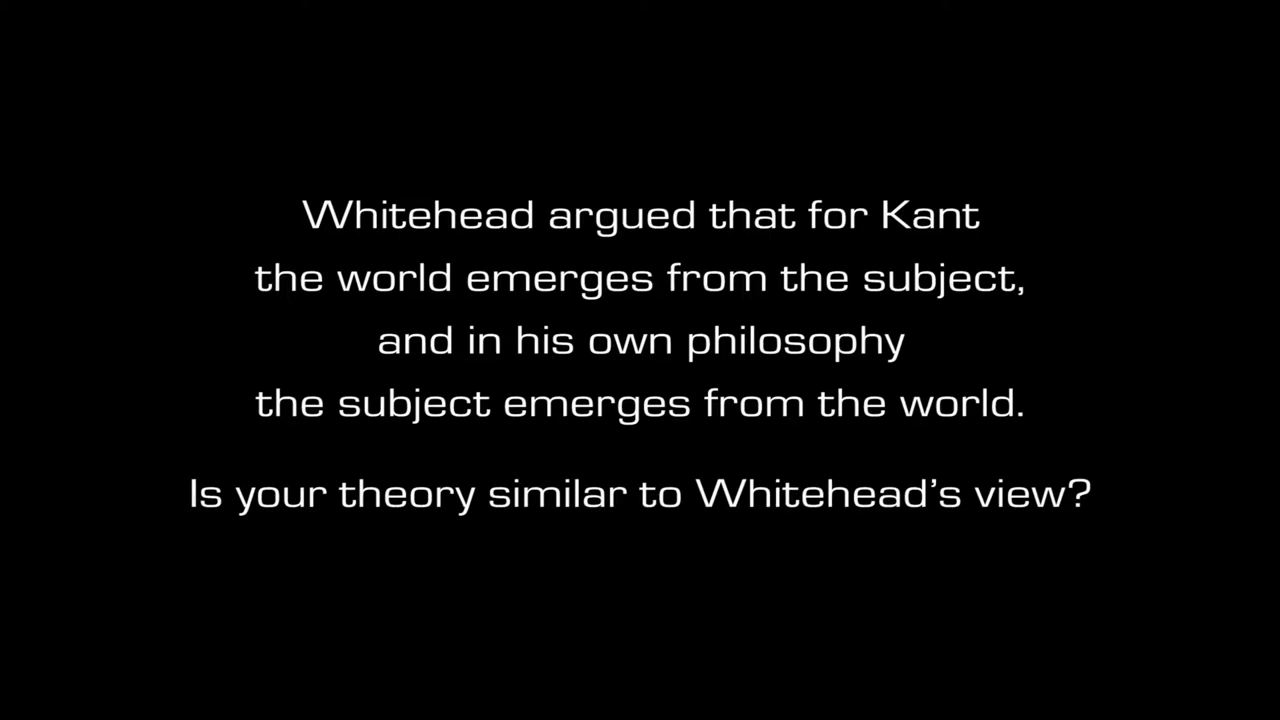 Whitehead argued that for Kant
the world emerges from the subject,
and in his own philosophy
the subject emerges from the world.
Is your theory similar to Whitehead’s view?